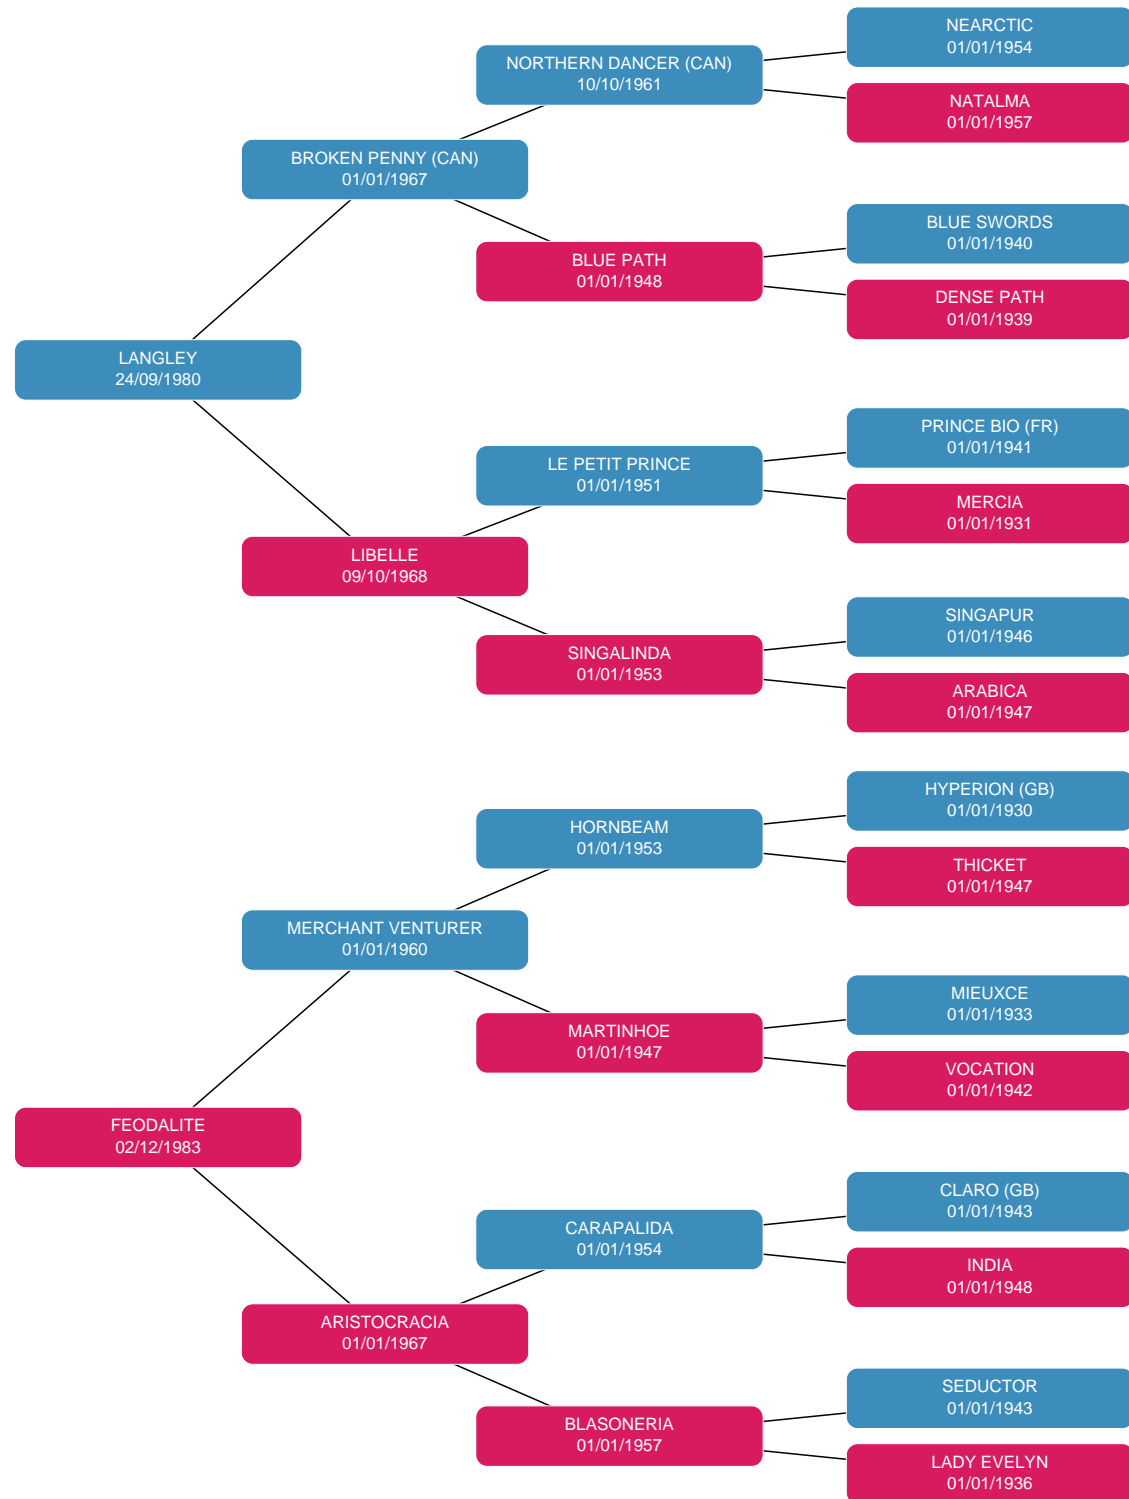 NEARCTIC
01/01/1954
NORTHERN DANCER (CAN)
10/10/1961
NATALMA
01/01/1957
BROKEN PENNY (CAN)
01/01/1967
BLUE SWORDS
01/01/1940
BLUE PATH
01/01/1948
DENSE PATH
01/01/1939
LANGLEY
24/09/1980
PRINCE BIO (FR)
01/01/1941
LE PETIT PRINCE
01/01/1951
MERCIA
01/01/1931
LIBELLE
09/10/1968
SINGAPUR
01/01/1946
SINGALINDA
01/01/1953
ARABICA
01/01/1947
HYPERION (GB)
01/01/1930
HORNBEAM
01/01/1953
THICKET
01/01/1947
MERCHANT VENTURER
01/01/1960
MIEUXCE
01/01/1933
MARTINHOE
01/01/1947
VOCATION
01/01/1942
FEODALITE
02/12/1983
CLARO (GB)
01/01/1943
CARAPALIDA
01/01/1954
INDIA
01/01/1948
ARISTOCRACIA
01/01/1967
SEDUCTOR
01/01/1943
BLASONERIA
01/01/1957
LADY EVELYN
01/01/1936